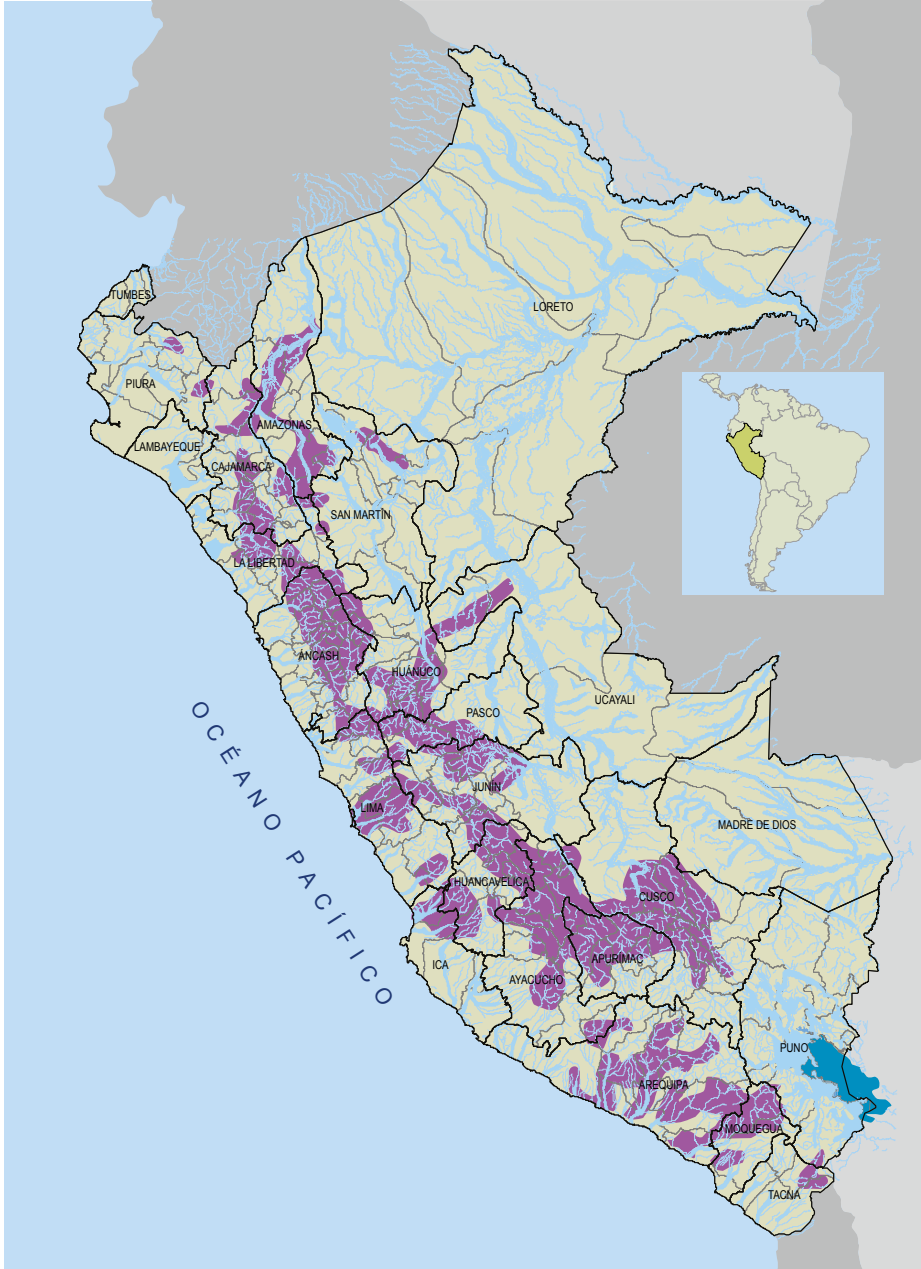 TUMBES
LORETO
PIURA
AMAZONAS
LAMBAYEQUE
CAJAMARCA
SAN MARTÍN
LA LIBERTAD
ANCASH
HUÁNUCO
UCAYALI
PASCO
OCÉANO PACÍFICO
JUNÍN
LIMA
MADRE DE DIOS
HUANCAVELICA
CUSCO
APURIMAC
ICA
AYACUCHO
PUNO
AREQUIPA
MOQUEGUA
TACNA